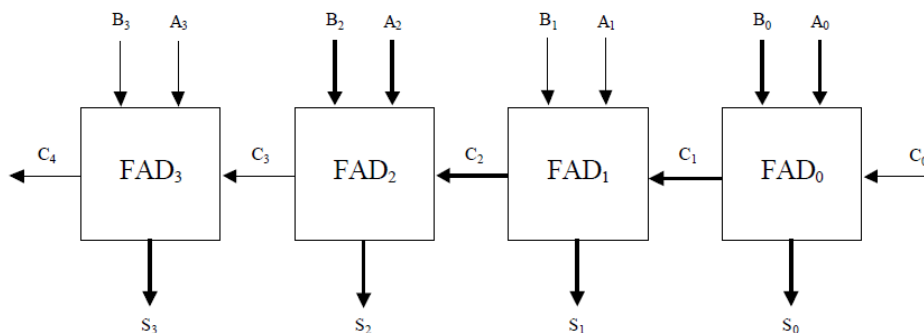 B₃ A₃ B₂ A₂ B₁ A₁ B₀ A₀
C₄ FAD₃ C₃ FAD₂ C₂ FAD₁ C₁ FAD₀ C₀
S₃ S₂ S₁ S₀